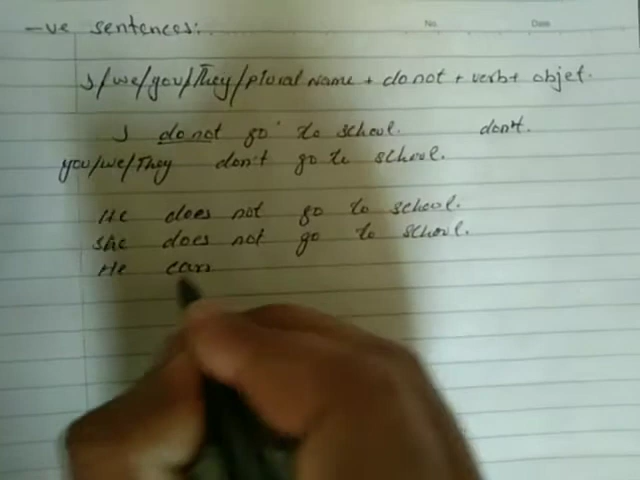 No. Date
-ve sentences:
I/we/you/They/plural name + do not + verb + objet.
I do not go to school. don't.
you/we/They don't go to school.
He does not go to school.
she does not go to school.
He can